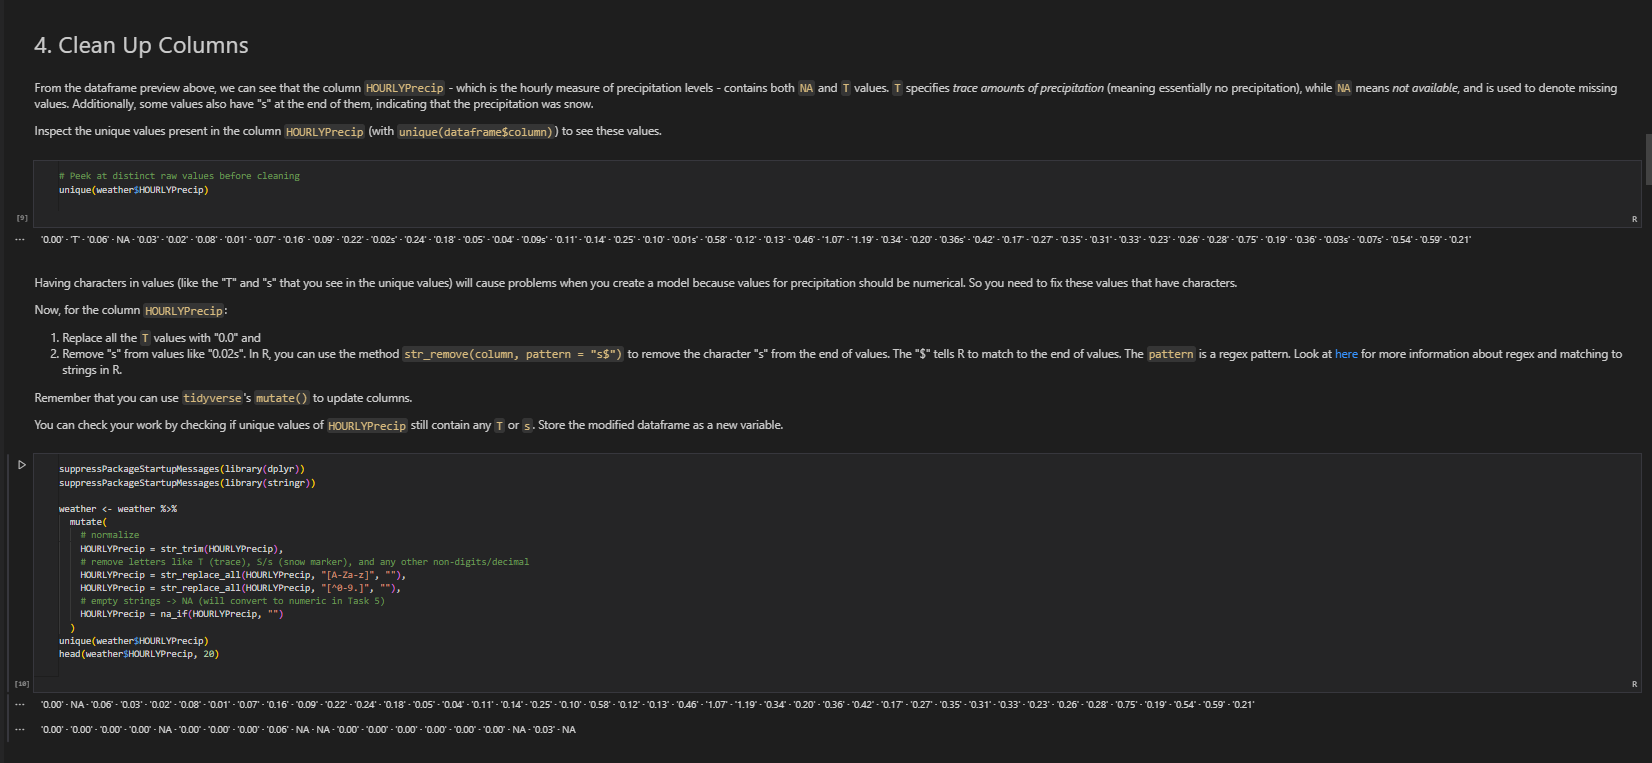 4. Clean Up Columns
From the dataframe preview above, we can see that the column HOURLYPrecip - which is the hourly measure of precipitation levels - contains both NA and T values. T specifies trace amounts of precipitation (meaning essentially no precipitation), while NA means not available, and is used to denote missing
values. Additionally, some values also have "s" at the end of them, indicating that the precipitation was snow.
Inspect the unique values present in the column HOURLYPrecip (with unique(dataframe$column)) to see these values.
# Peek at distinct raw values before cleaning
unique(weather$HOURLYPrecip)
[9]
R
... '0.00' · 'T' · '0.06' · NA · '0.03' · '0.02' · '0.08' · '0.01' · '0.07' · '0.16' · '0.09' · '0.22' · '0.02s' · '0.24' · '0.18' · '0.05' · '0.04' · '0.09s' · '0.11' · '0.14' · '0.25' · '0.10' · '0.01s' · '0.58' · '0.12' · '0.13' · '0.46' · '1.07' · '1.19' · '0.34' · '0.20' · '0.36s' · '0.42' · '0.17' · '0.27' · '0.35' · '0.31' · '0.33' · '0.23' · '0.26' · '0.28' · '0.75' · '0.19' · '0.36' · '0.03s' · '0.07s' · '0.54' · '0.59' · '0.21'
Having characters in values (like the "T" and "s" that you see in the unique values) will cause problems when you create a model because values for precipitation should be numerical. So you need to fix these values that have characters.
Now, for the column HOURLYPrecip:
1. Replace all the T values with "0.0" and
2. Remove "s" from values like "0.02s". In R, you can use the method str_remove(column, pattern = "s$") to remove the character "s" from the end of values. The "$" tells R to match to the end of values. The pattern is a regex pattern. Look at here for more information about regex and matching to
strings in R.
Remember that you can use tidyverse's mutate() to update columns.
You can check your work by checking if unique values of HOURLYPrecip still contain any T or s. Store the modified dataframe as a new variable.
suppressPackageStartupMessages(library(dplyr))
suppressPackageStartupMessages(library(stringr))
weather <- weather %>%
mutate(
# normalize
HOURLYPrecip = str_trim(HOURLYPrecip),
# remove letters like T (trace), S/s (snow marker), and any other non-digits/decimal
HOURLYPrecip = str_replace_all(HOURLYPrecip, "[A-Za-z]", ""),
HOURLYPrecip = str_replace_all(HOURLYPrecip, "[^0-9.]", ""),
# empty strings -> NA (will convert to numeric in Task 5)
HOURLYPrecip = na_if(HOURLYPrecip, "")
)
unique(weather$HOURLYPrecip)
head(weather$HOURLYPrecip, 20)
[10]
R
... '0.00' · NA · '0.06' · '0.03' · '0.02' · '0.08' · '0.01' · '0.07' · '0.16' · '0.09' · '0.22' · '0.24' · '0.18' · '0.05' · '0.04' · '0.11' · '0.14' · '0.25' · '0.10' · '0.58' · '0.12' · '0.13' · '0.46' · '1.07' · '1.19' · '0.34' · '0.20' · '0.36' · '0.42' · '0.17' · '0.27' · '0.35' · '0.31' · '0.33' · '0.23' · '0.26' · '0.28' · '0.75' · '0.19' · '0.54' · '0.59' · '0.21'
... '0.00' · '0.00' · '0.00' · '0.00' · NA · '0.00' · '0.00' · '0.00' · '0.06' · NA · NA · '0.00' · '0.00' · '0.00' · '0.00' · '0.00' · '0.00' · NA · '0.03' · NA